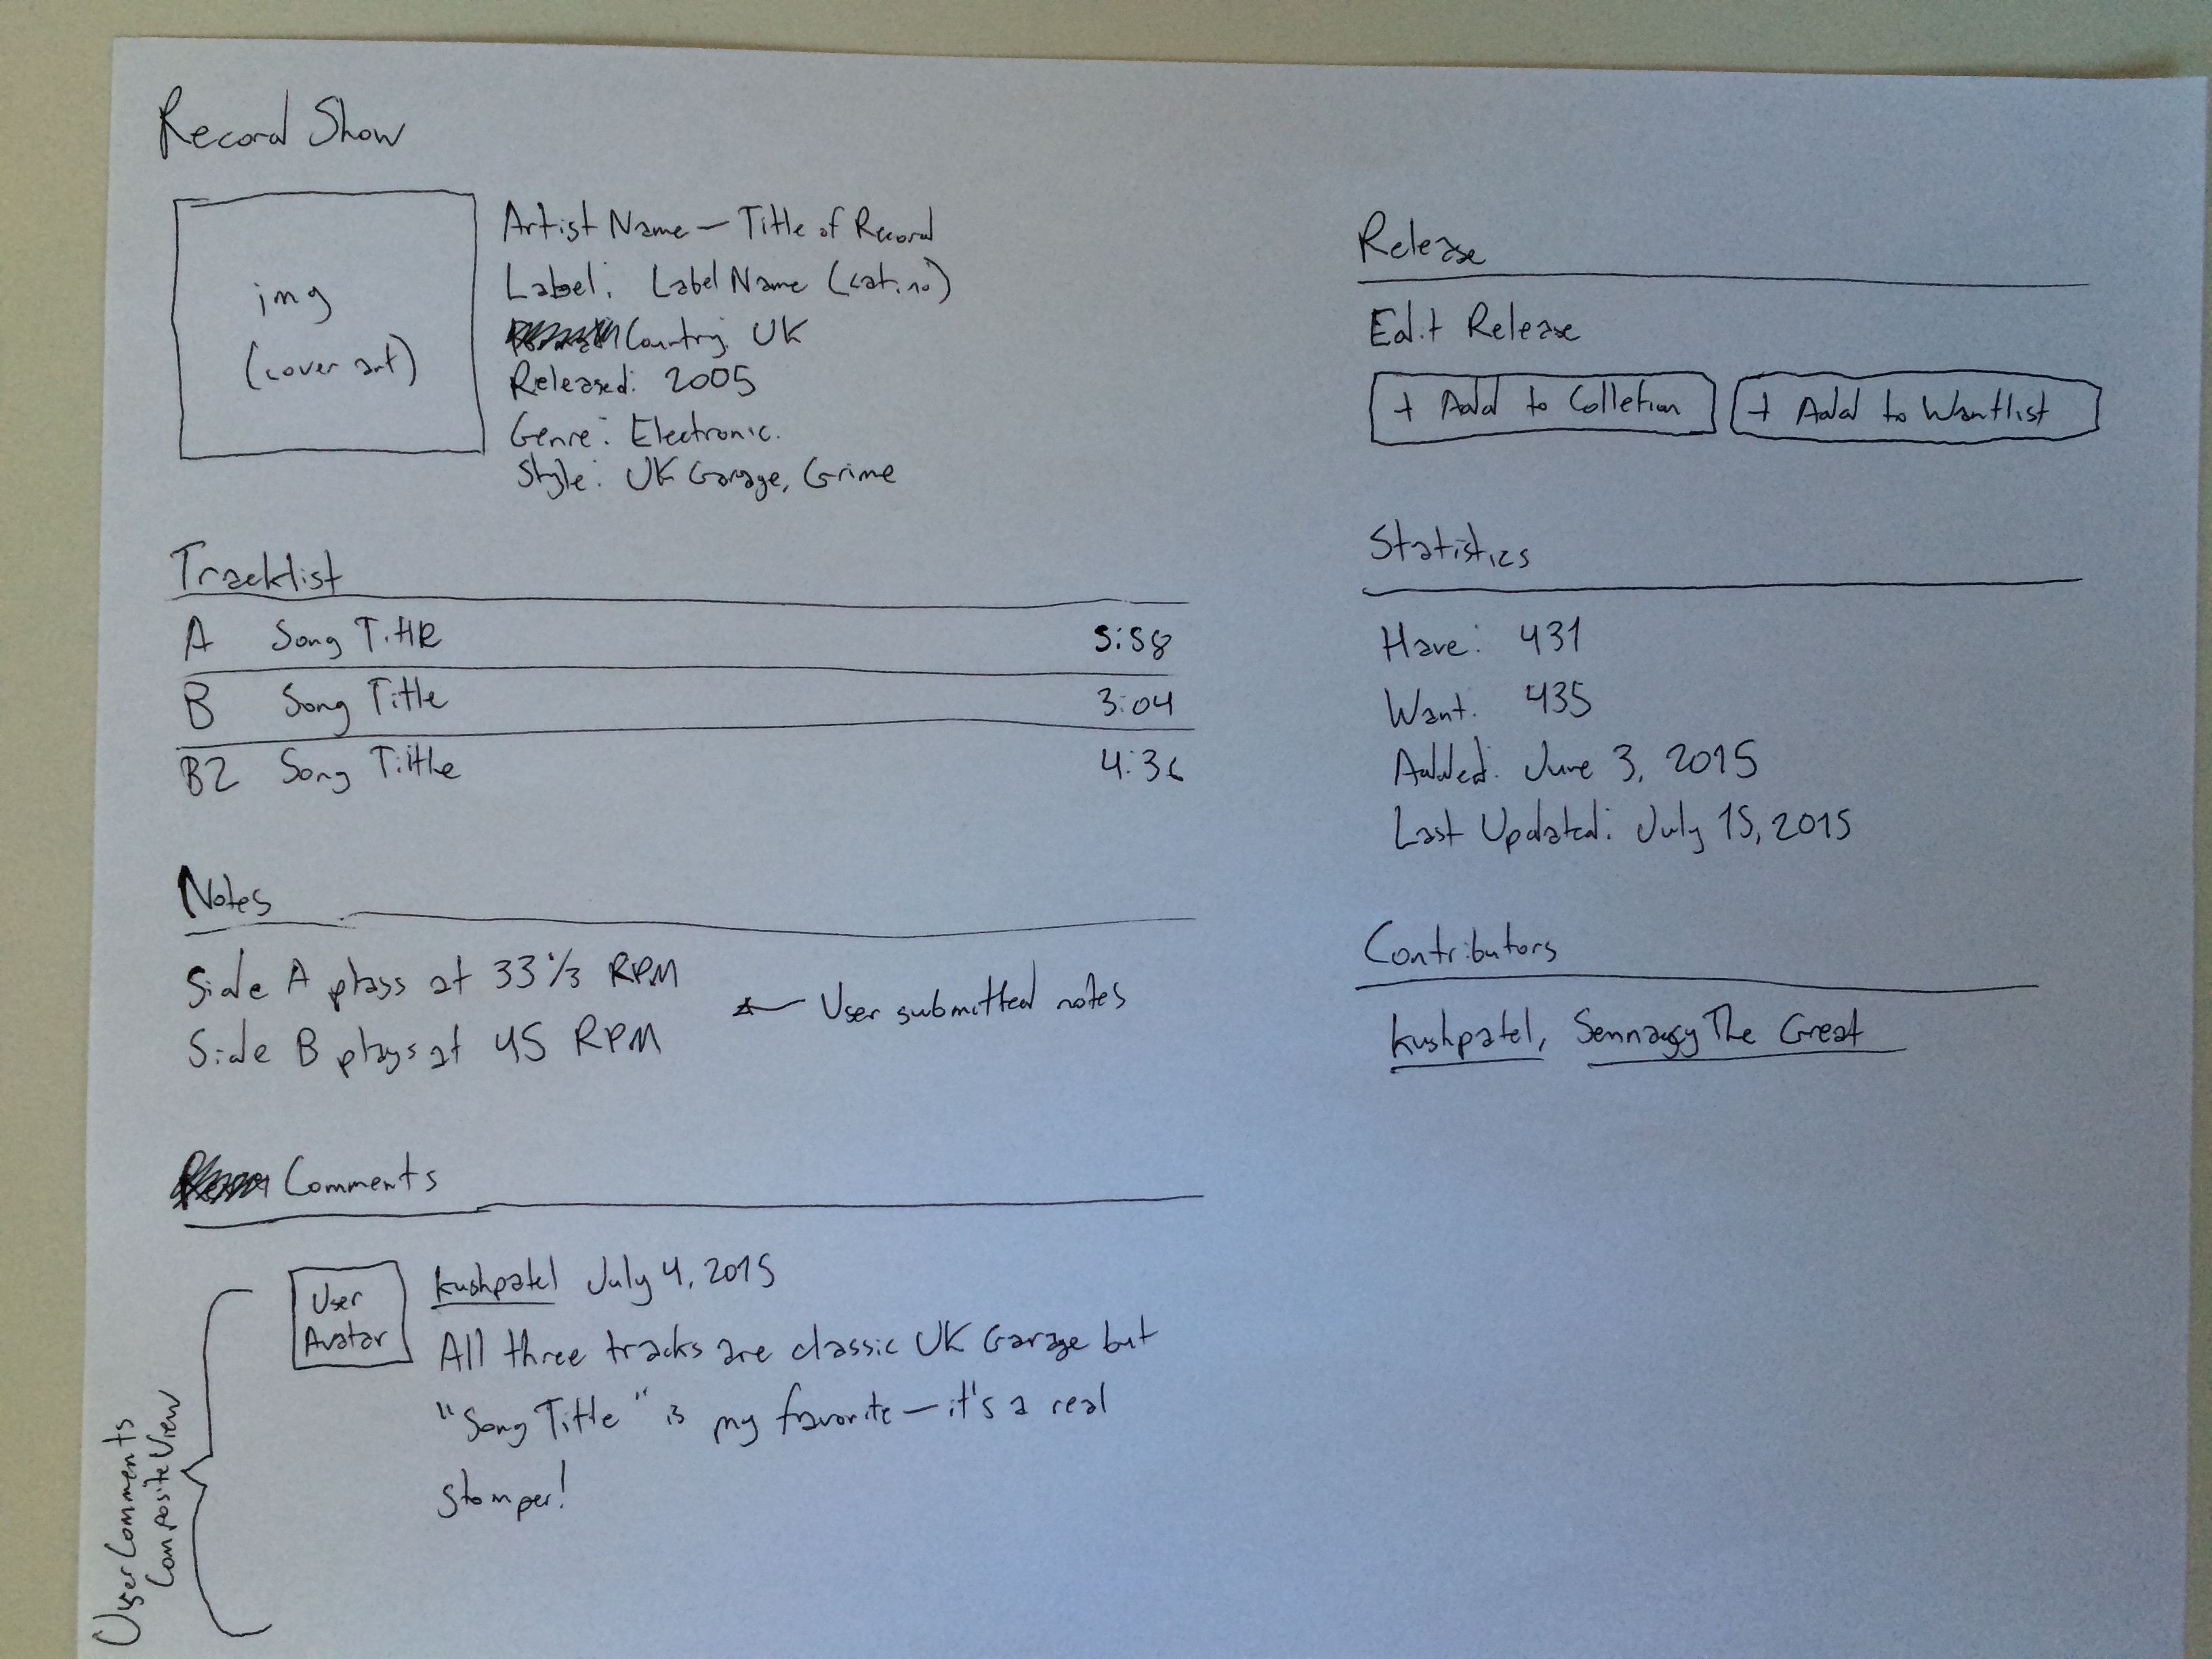 Record Show
img
(cover art)
Artist Name — Title of Record
Label: Label Name (cat. no)
Country: UK
Released: 2005
Genre: Electronic.
Style: UK Garage, Grime
Tracklist
A Song Title 5:58
B Song Title 3:04
B2 Song Title 4:36
Notes
Side A plays at 33 1/3 RPM
Side B plays at 45 RPM
← User submitted notes
Comments
User
Avatar
kushpatel July 4, 2015
All three tracks are classic UK Garage but
"Song Title" is my favorite — it's a real
stomper!
User Comments
Composite View
Release
Edit Release
+ Add to Colletion
+ Add to Wantlist
Statistics
Have: 431
Want: 435
Added: June 3, 2015
Last Updated: July 15, 2015
Contributors
kushpatel, The Great